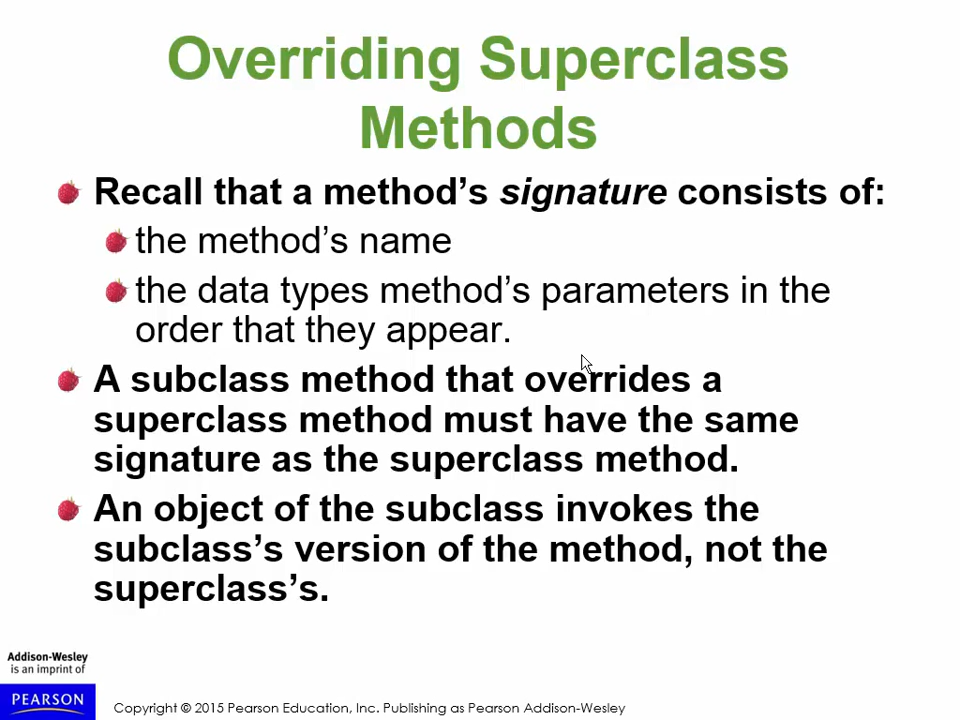 Overriding Superclass
Methods
Recall that a method’s signature consists of:
the method’s name
the data types method’s parameters in the
order that they appear.
A subclass method that overrides a
superclass method must have the same
signature as the superclass method.
An object of the subclass invokes the
subclass’s version of the method, not the
superclass’s.
Addison-Wesley
is an imprint of
PEARSON
Copyright © 2015 Pearson Education, Inc. Publishing as Pearson Addison-Wesley